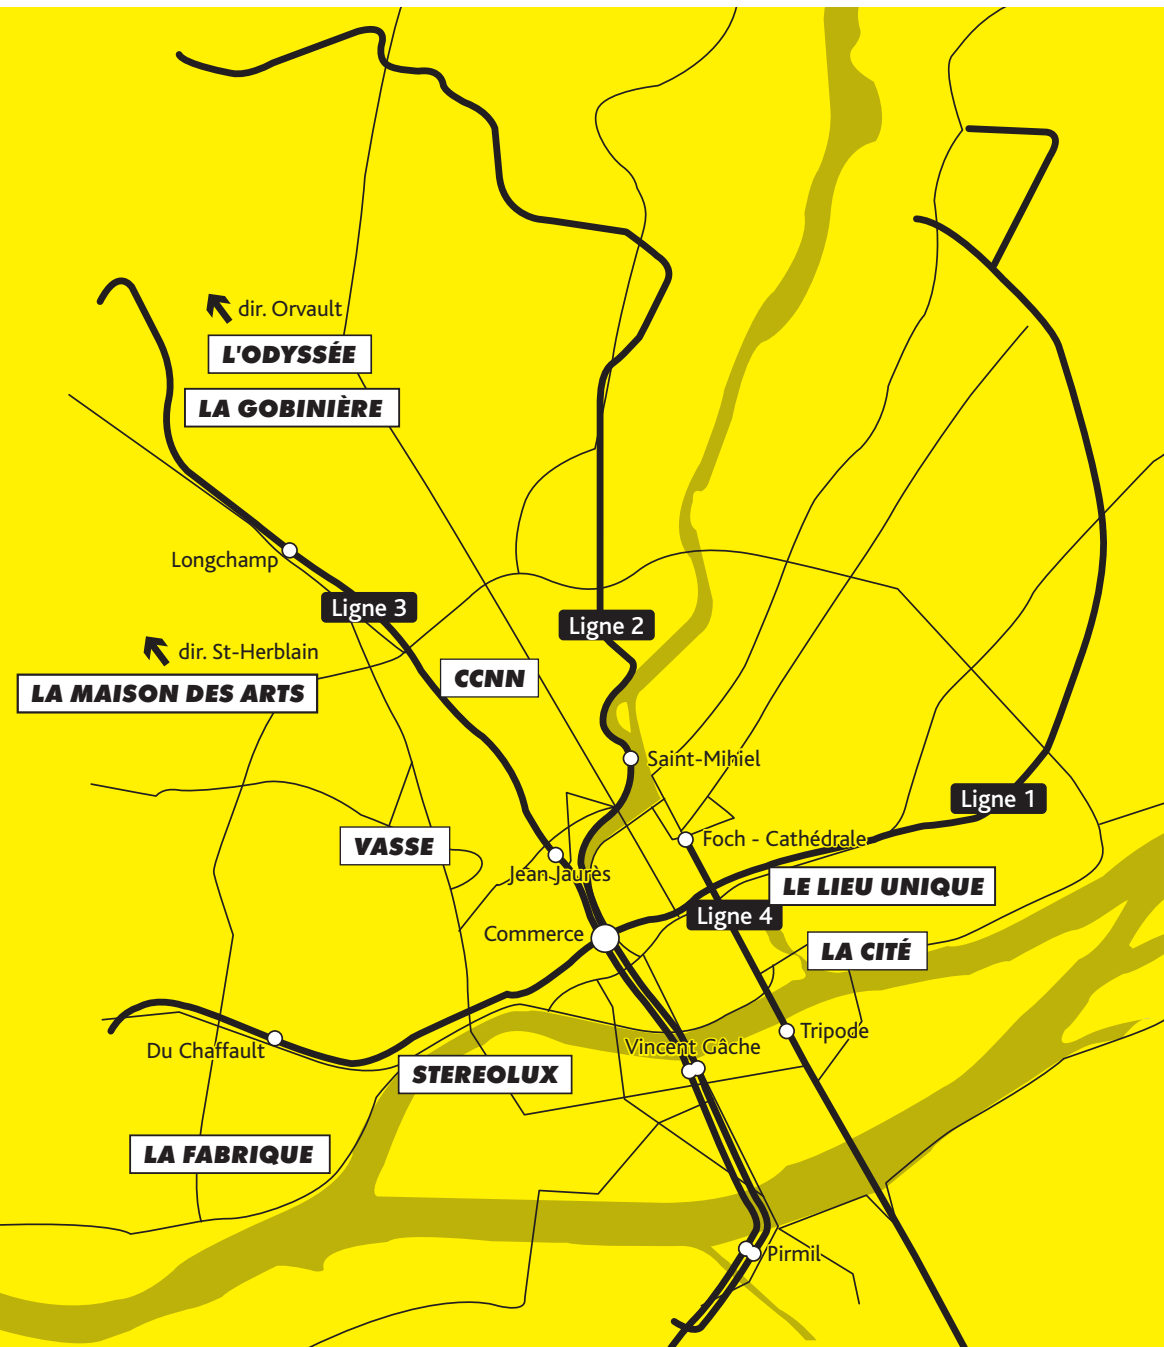 dir. Orvault
L'ODYSSÉE
LA GOBINIÈRE
Longchamp
Ligne 3
Ligne 2
dir. St-Herblain
CCNN
LA MAISON DES ARTS
Saint-Mihiel
Ligne 1
Foch - Cathédrale
VASSE
Jean Jaurès
LE LIEU UNIQUE
Ligne 4
Commerce
LA CITÉ
Tripode
Du Chaffault
Vincent Gâche
STEREOLUX
LA FABRIQUE
Pirmil